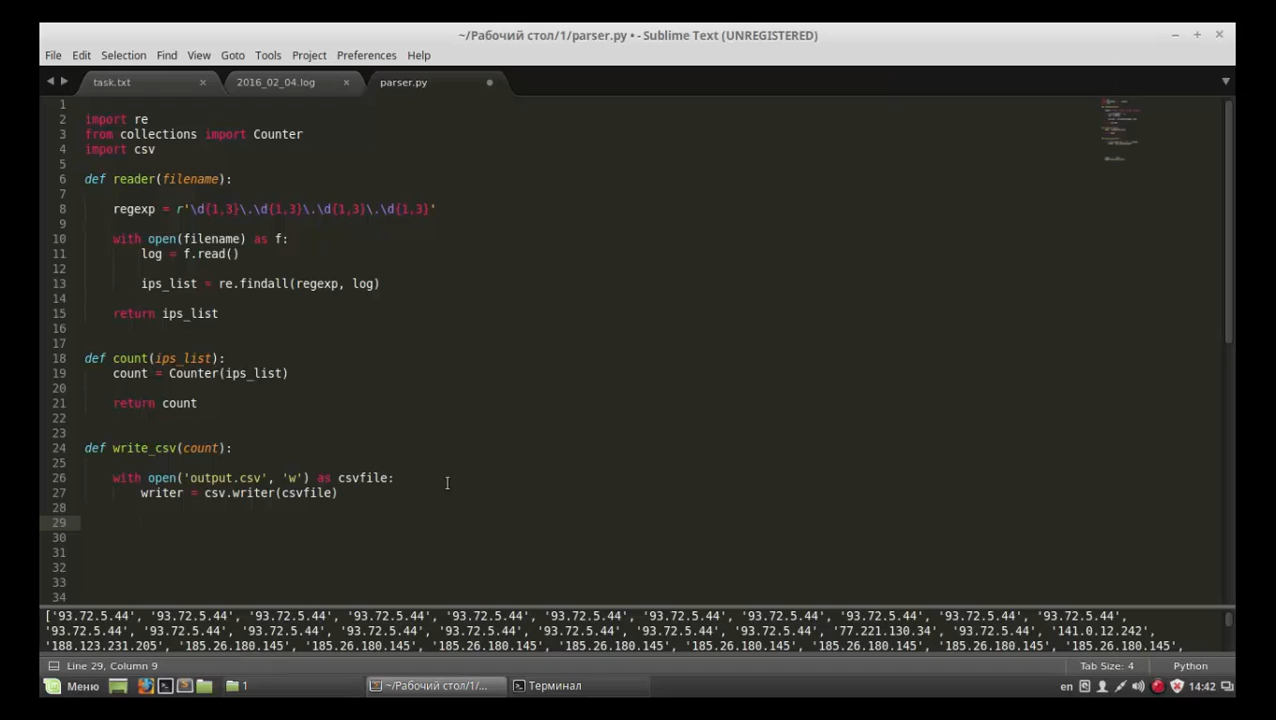 ~/Рабочий стол/1/parser.py • - Sublime Text (UNREGISTERED)
File Edit Selection Find View Goto Tools Project Preferences Help
task.txt 2016_02_04.log parser.py
1
2 import re
3 from collections import Counter
4 import csv
5
6 def reader(filename):
7
8 regexp = r'\d{1,3}\.\d{1,3}\.\d{1,3}\.\d{1,3}'
9
10 with open(filename) as f:
11 log = f.read()
12
13 ips_list = re.findall(regexp, log)
14
15 return ips_list
16
17
18 def count(ips_list):
19 count = Counter(ips_list)
20
21 return count
22
23
24 def write_csv(count):
25
26 with open('output.csv', 'w') as csvfile:
27 writer = csv.writer(csvfile)
28
29
30
31
32
33
34
['93.72.5.44', '93.72.5.44', '93.72.5.44', '93.72.5.44', '93.72.5.44', '93.72.5.44', '93.72.5.44', '93.72.5.44', '93.72.5.44', '93.72.5.44', '93.72.5.44',
'93.72.5.44', '93.72.5.44', '93.72.5.44', '93.72.5.44', '93.72.5.44', '93.72.5.44', '93.72.5.44', '93.72.5.44', '77.221.130.34', '93.72.5.44', '141.0.12.242',
'188.123.231.205', '185.26.180.145', '185.26.180.145', '185.26.180.145', '185.26.180.145', '185.26.180.145', '185.26.180.145', '185.26.180.145', '185.26.180.145',
Line 29, Column 9 Tab Size: 4 Python
Меню 1 ~/Рабочий стол/1/... Терминал en 14:42